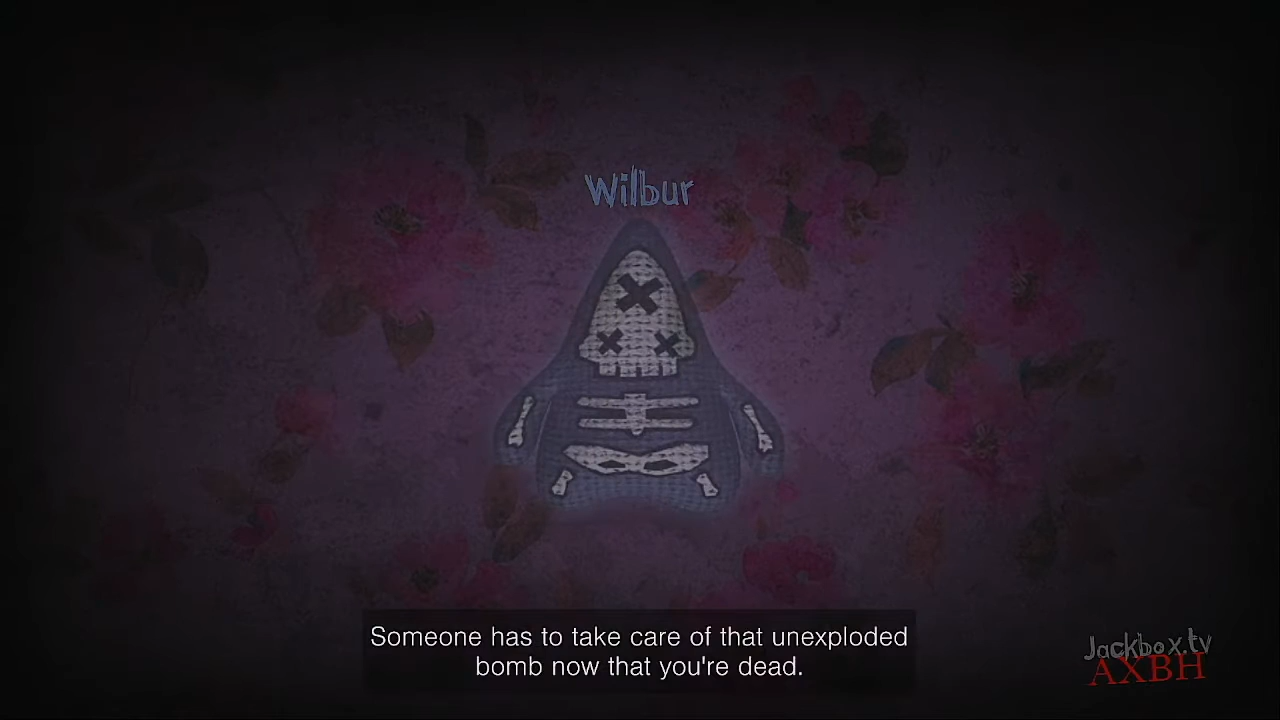 Wilbur
Someone has to take care of that unexploded
bomb now that you're dead.
Jackbox.tv
AXBH